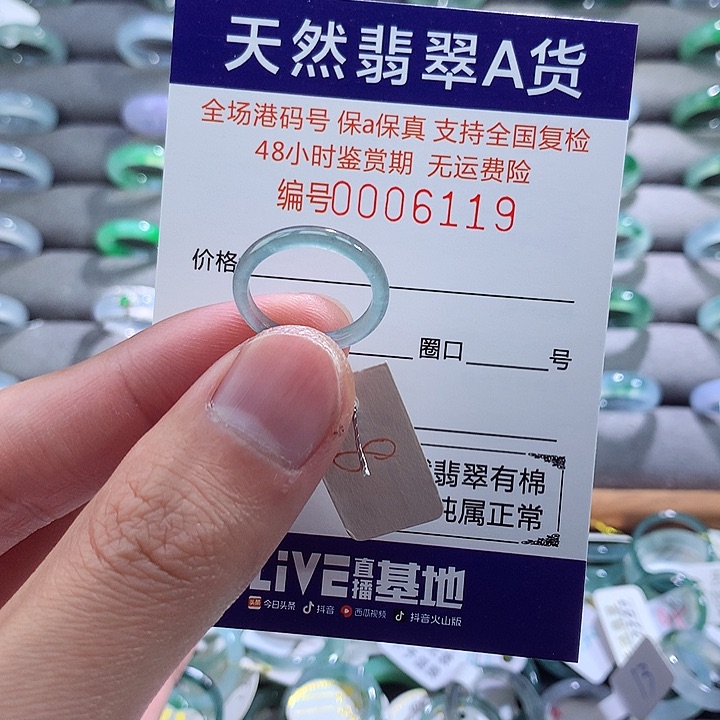 天然翡翠A货
全场港码号 保a保真 支持全国复检
48小时鉴赏期 无运费险
编号0006119
价格
圈口 号
翡翠有棉
纯属正常
LiVE直播基地
今日头条 抖音 西瓜视频 抖音火山版